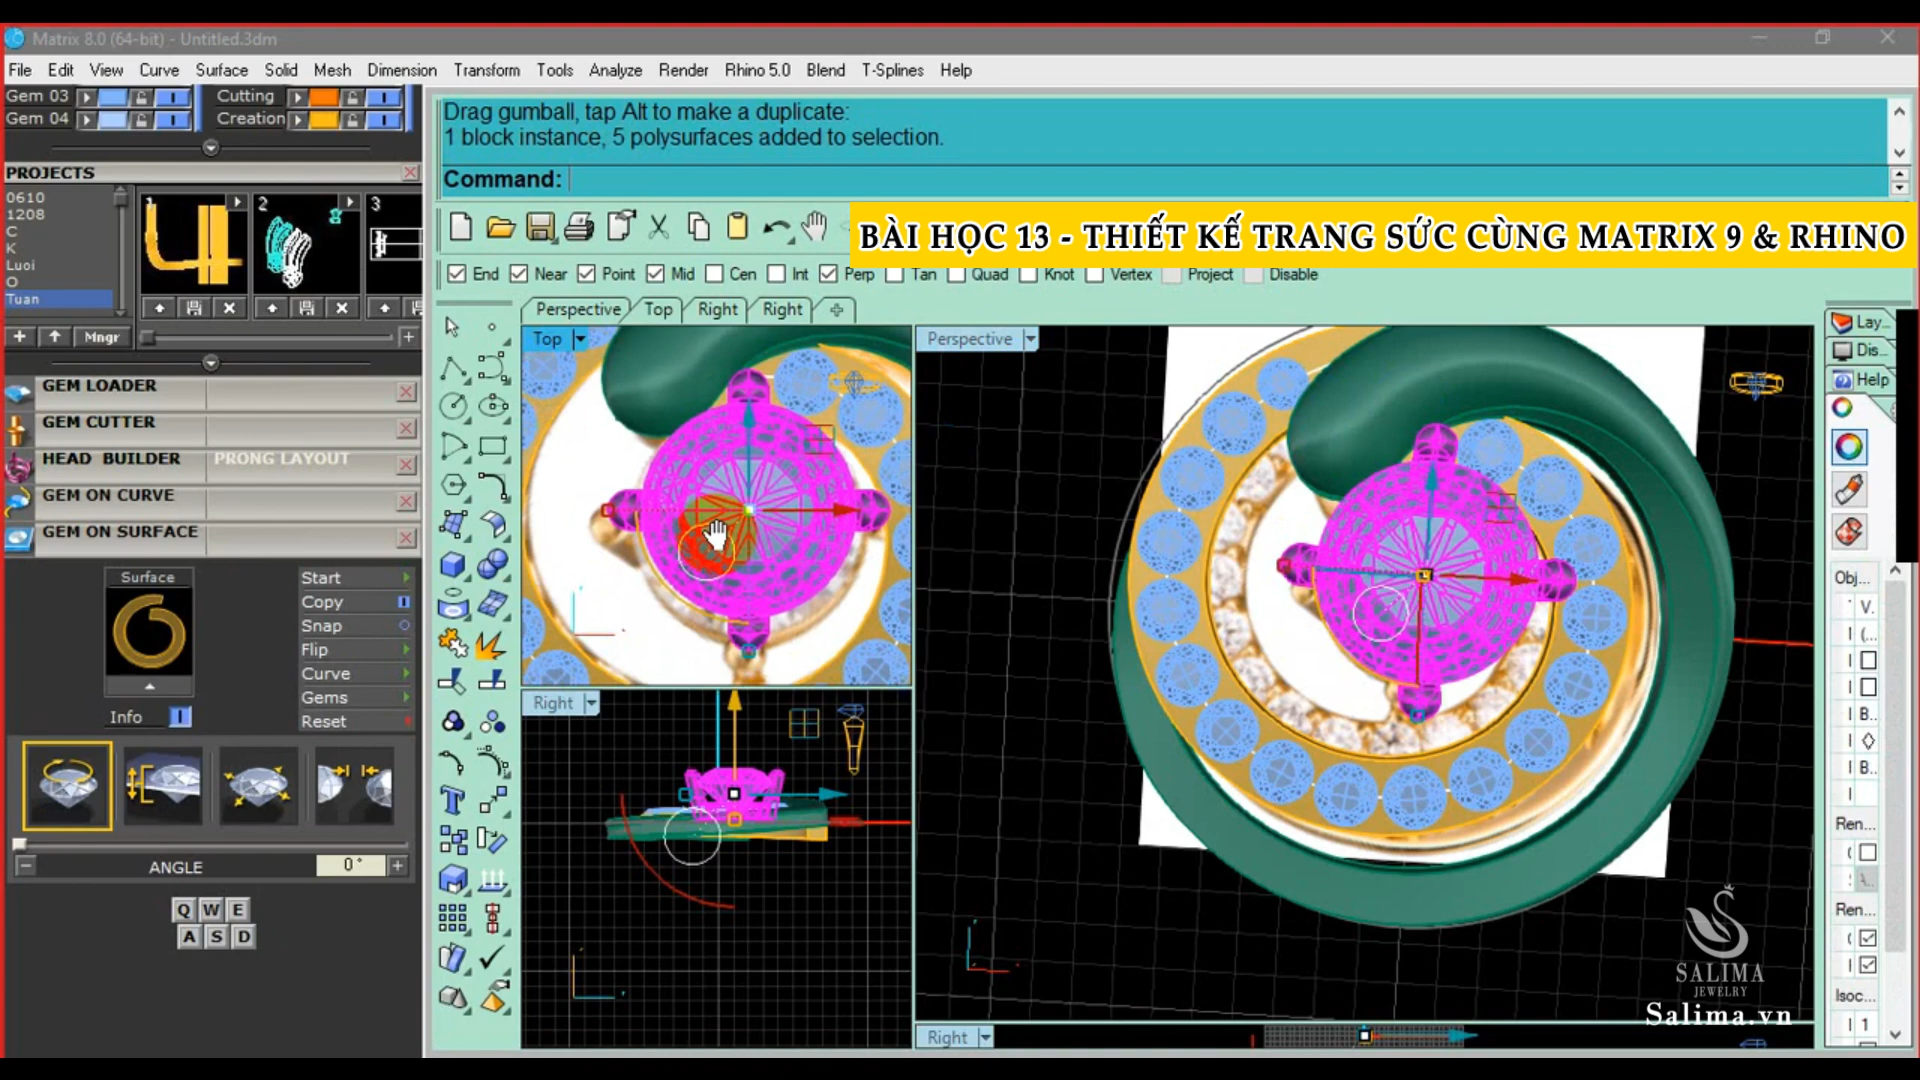 Matrix 8.0 (64-bit) - Untitled.3dm
File Edit View Curve Surface Solid Mesh Dimension Transform Tools Analyze Render Rhino 5.0 Blend T-Splines Help
Gem 03 Cutting
Gem 04 Creation
Drag gumball, tap Alt to make a duplicate:
1 block instance, 5 polysurfaces added to selection.
Command:
PROJECTS
0610
1208
C
K
Luoi
O
Tuan
1 2 3
Mngr
BÀI HỌC 13 - THIẾT KẾ TRANG SỨC CÙNG MATRIX 9 & RHINO
End Near Point Mid Cen Int Perp Tan Quad Knot Vertex Project Disable
Perspective Top Right Right
Top
Perspective
Right
Right
GEM LOADER
GEM CUTTER
HEAD BUILDER PRONG LAYOUT
GEM ON CURVE
GEM ON SURFACE
Surface
Info
Start
Copy
Snap
Flip
Curve
Gems
Reset
ANGLE 0°
Q W E
A S D
Lay...
Dis...
Help
Obj...
V.
(...
B..
B..
Ren...
Ren...
Isoc...
1
SALIMA
JEWELRY
Salima.vn